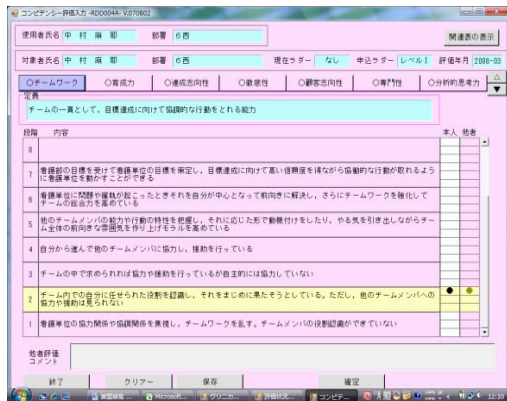 コンピテンシー評価入力 -RDC004A- V.070802
使用者氏名 中 村 麻 耶 部署 6西 関連表の表示
対象者氏名 中 村 麻 耶 部署 6西 現在ラダー なし 申込ラダー レベルⅠ 評価年月 2008-03
○チームワーク ○育成力 ○達成志向性 ○徹底性 ○顧客志向性 ○専門性 ○分析的思考力
定義
チームの一員として、目標達成に向けて協調的な行動をとれる能力
段階 内容 本人 他者
8
7 看護部の目標を受けて看護単位の目標を策定し、目標達成に向けて高い信頼度を得ながら協働的な行動が取れるよう
に看護単位を動かすことができる
6 看護単位に問題や確執が起こったときそれを自分が中心となって前向きに解決し、さらにチームワークを強化して
チームの総合力を高めている
5 他のチームメンバの能力や行動の特性を把握し、それに応じた形で動機付けをしたり、やる気を引き出しながらチー
ム全体の前向きな雰囲気を作り上げモラルを高めている
4 自分から進んで他のチームメンバに協力し、援助を行っている
3 チームの中で求められれば協力や援助を行っているが自主的には協力していない
2 チーム内での自分に任せられた役割を認識し、それをまじめに果たそうとしている。ただし、他のチームメンバへの
協力や援助は見られない
1 看護単位の協力関係や協調関係を無視し、チームワークを乱す。チームメンバの役割認識ができていない
他者評価
コメント
終了 クリアー 保存 確定
Microsoft... クリニカ... 評価状況... コンピテ... 12:10